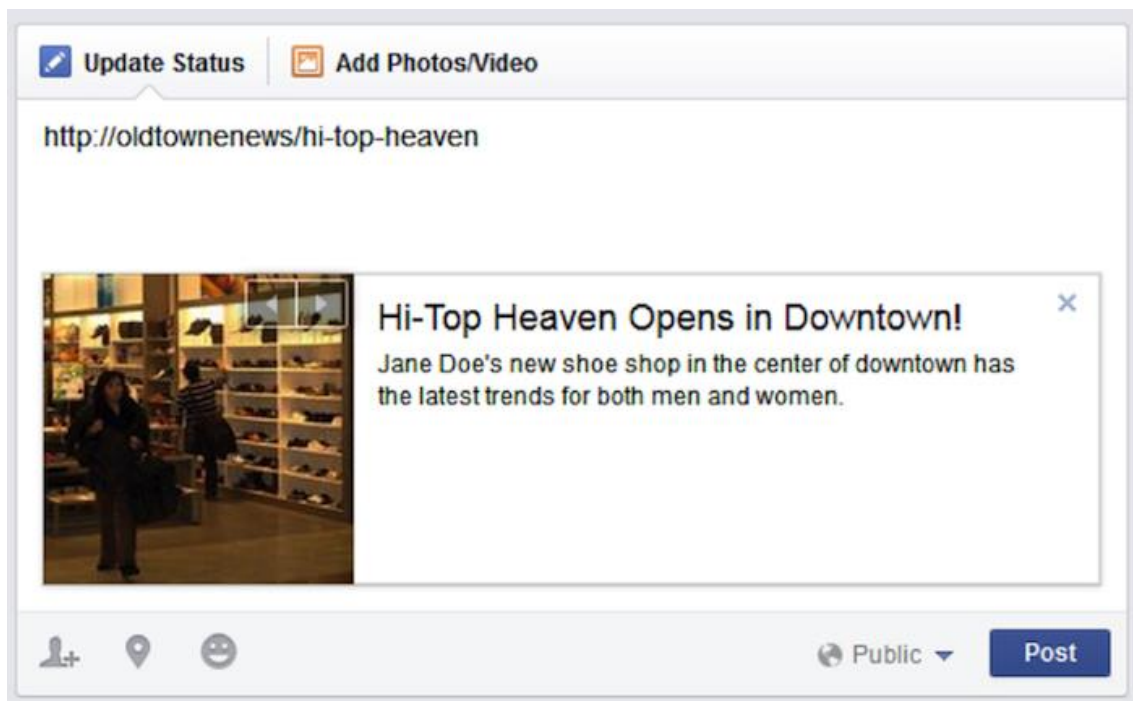 Update Status
Add Photos/Video
http://oldtownenews/hi-top-heaven
Hi-Top Heaven Opens in Downtown!
Jane Doe's new shoe shop in the center of downtown has
the latest trends for both men and women.
Public
Post